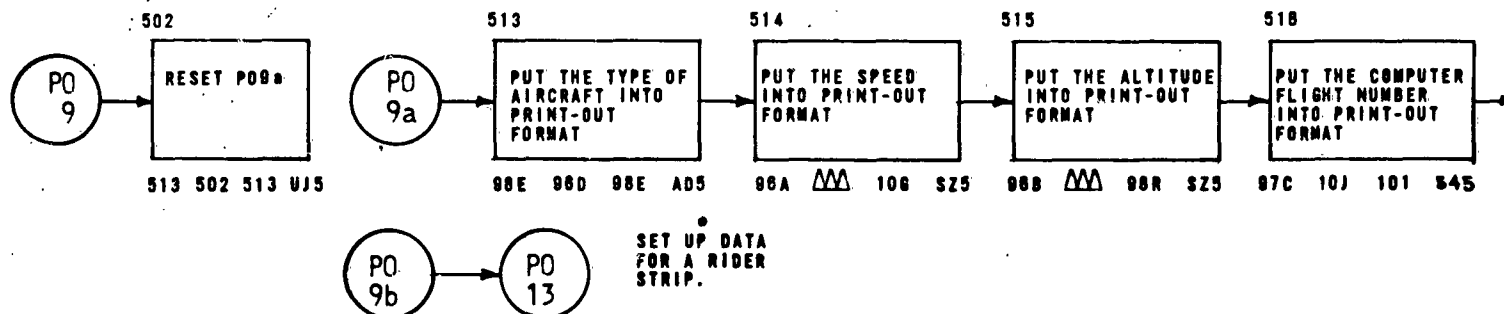 502
PO
9
RESET PO9a
513 502 513 UJ5
PO
9a
513
PUT THE TYPE OF
AIRCRAFT INTO
PRINT-OUT
FORMAT
98E 96D 98E AD5
514
PUT THE SPEED
INTO PRINT-OUT
FORMAT
96A ΔΔΔ 10G SZ5
515
PUT THE ALTITUDE
INTO PRINT-OUT
FORMAT
96B ΔΔΔ 98R SZ5
516
PUT THE COMPUTER
FLIGHT NUMBER
INTO PRINT-OUT
FORMAT
97C 10J 101 S45
PO
9b
PO
13
SET UP DATA
FOR A RIDER
STRIP.